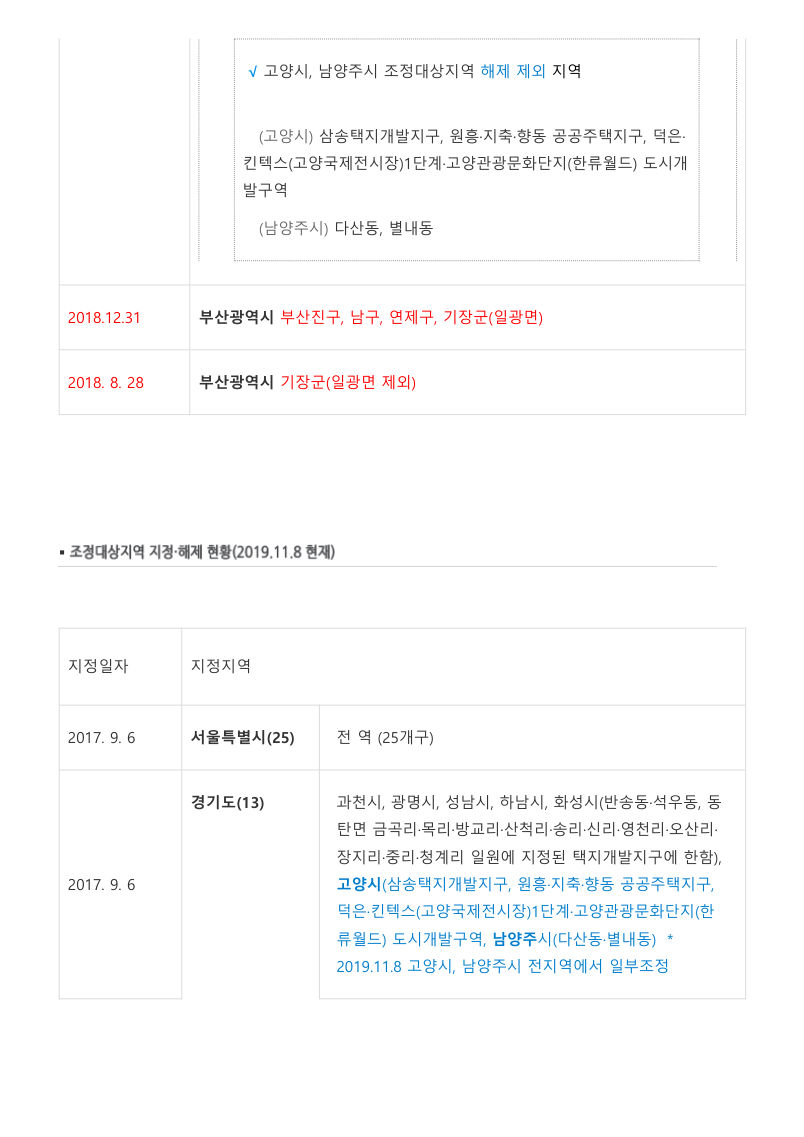 √ 고양시, 남양주시 조정대상지역 해제 제외 지역
(고양시) 삼송택지개발지구, 원흥·지축·향동 공공주택지구, 덕은·
킨텍스(고양국제전시장)1단계·고양관광문화단지(한류월드) 도시개
발구역
(남양주시) 다산동, 별내동
2018.12.31 부산광역시 부산진구, 남구, 연제구, 기장군(일광면)
2018. 8. 28 부산광역시 기장군(일광면 제외)
▪ 조정대상지역 지정·해제 현황(2019.11.8 현재)
지정일자 지정지역
2017. 9. 6 서울특별시(25) 전 역 (25개구)
2017. 9. 6 경기도(13) 과천시, 광명시, 성남시, 하남시, 화성시(반송동·석우동, 동
탄면 금곡리·목리·방교리·산척리·송리·신리·영천리·오산리·
장지리·중리·청계리 일원에 지정된 택지개발지구에 한함),
고양시(삼송택지개발지구, 원흥·지축·향동 공공주택지구,
덕은·킨텍스(고양국제전시장)1단계·고양관광문화단지(한
류월드) 도시개발구역, 남양주시(다산동·별내동) *
2019.11.8 고양시, 남양주시 전지역에서 일부조정